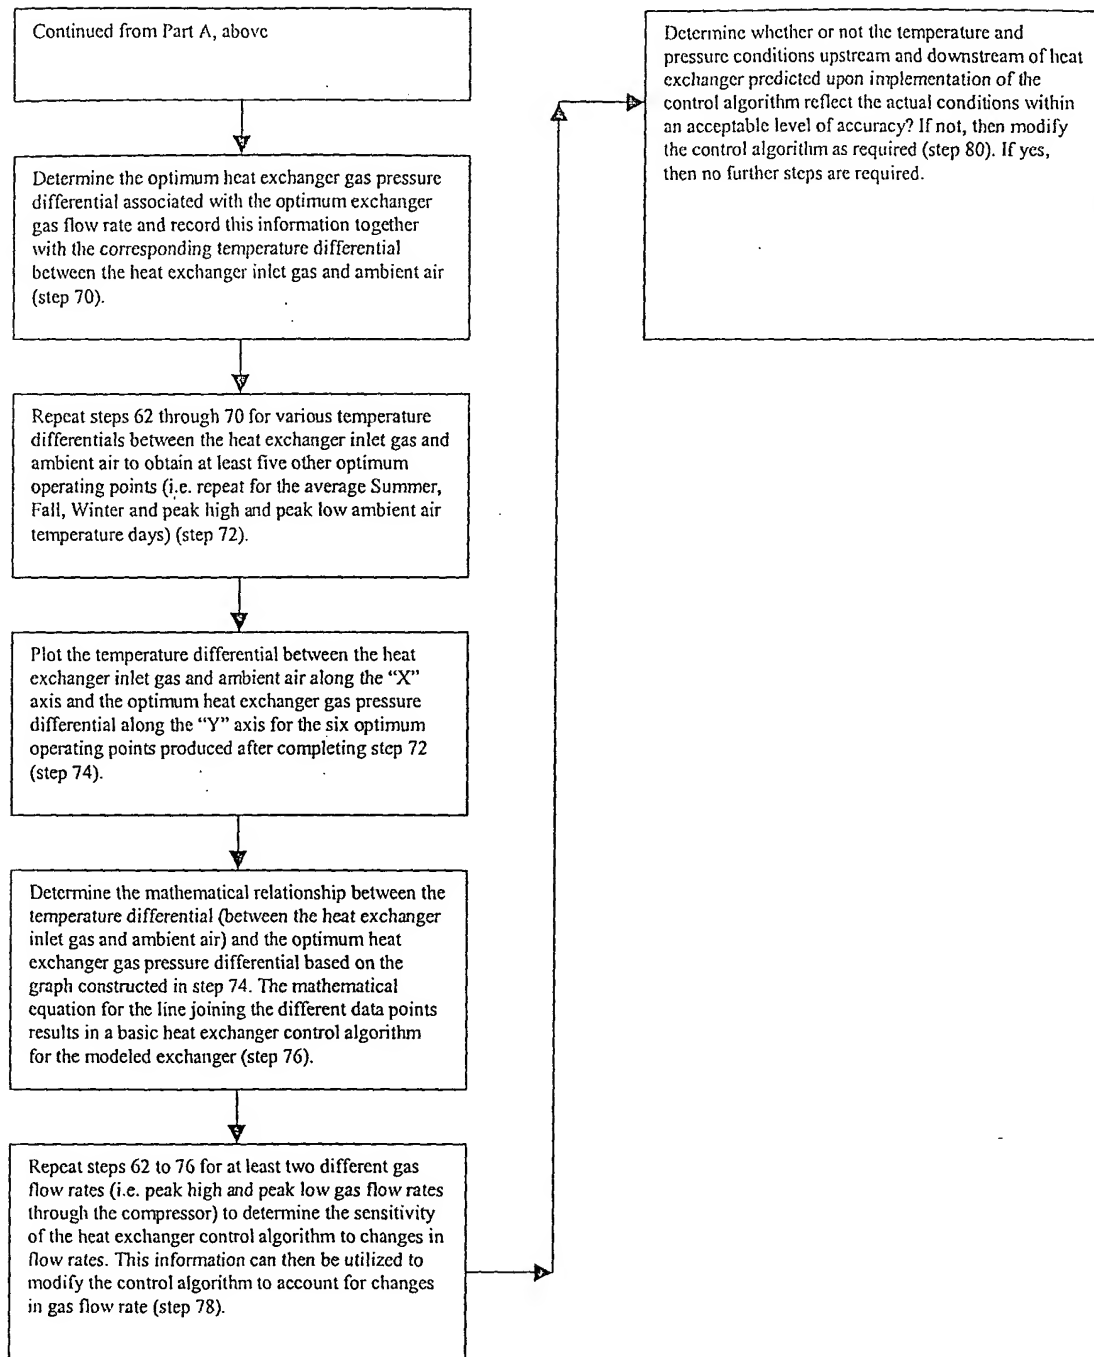 Continued from Part A, above
Determine the optimum heat exchanger gas pressure
differential associated with the optimum exchanger
gas flow rate and record this information together
with the corresponding temperature differential
between the heat exchanger inlet gas and ambient air
(step 70).
Repeat steps 62 through 70 for various temperature
differentials between the heat exchanger inlet gas and
ambient air to obtain at least five other optimum
operating points (i.e. repeat for the average Summer,
Fall, Winter and peak high and peak low ambient air
temperature days) (step 72).
Plot the temperature differential between the heat
exchanger inlet gas and ambient air along the “X”
axis and the optimum heat exchanger gas pressure
differential along the “Y” axis for the six optimum
operating points produced after completing step 72
(step 74).
Determine the mathematical relationship between the
temperature differential (between the heat exchanger
inlet gas and ambient air) and the optimum heat
exchanger gas pressure differential based on the
graph constructed in step 74. The mathematical
equation for the line joining the different data points
results in a basic heat exchanger control algorithm
for the modeled exchanger (step 76).
Repeat steps 62 to 76 for at least two different gas
flow rates (i.e. peak high and peak low gas flow rates
through the compressor) to determine the sensitivity
of the heat exchanger control algorithm to changes in
flow rates. This information can then be utilized to
modify the control algorithm to account for changes
in gas flow rate (step 78).
Determine whether or not the temperature and
pressure conditions upstream and downstream of heat
exchanger predicted upon implementation of the
control algorithm reflect the actual conditions within
an acceptable level of accuracy? If not, then modify
the control algorithm as required (step 80). If yes,
then no further steps are required.